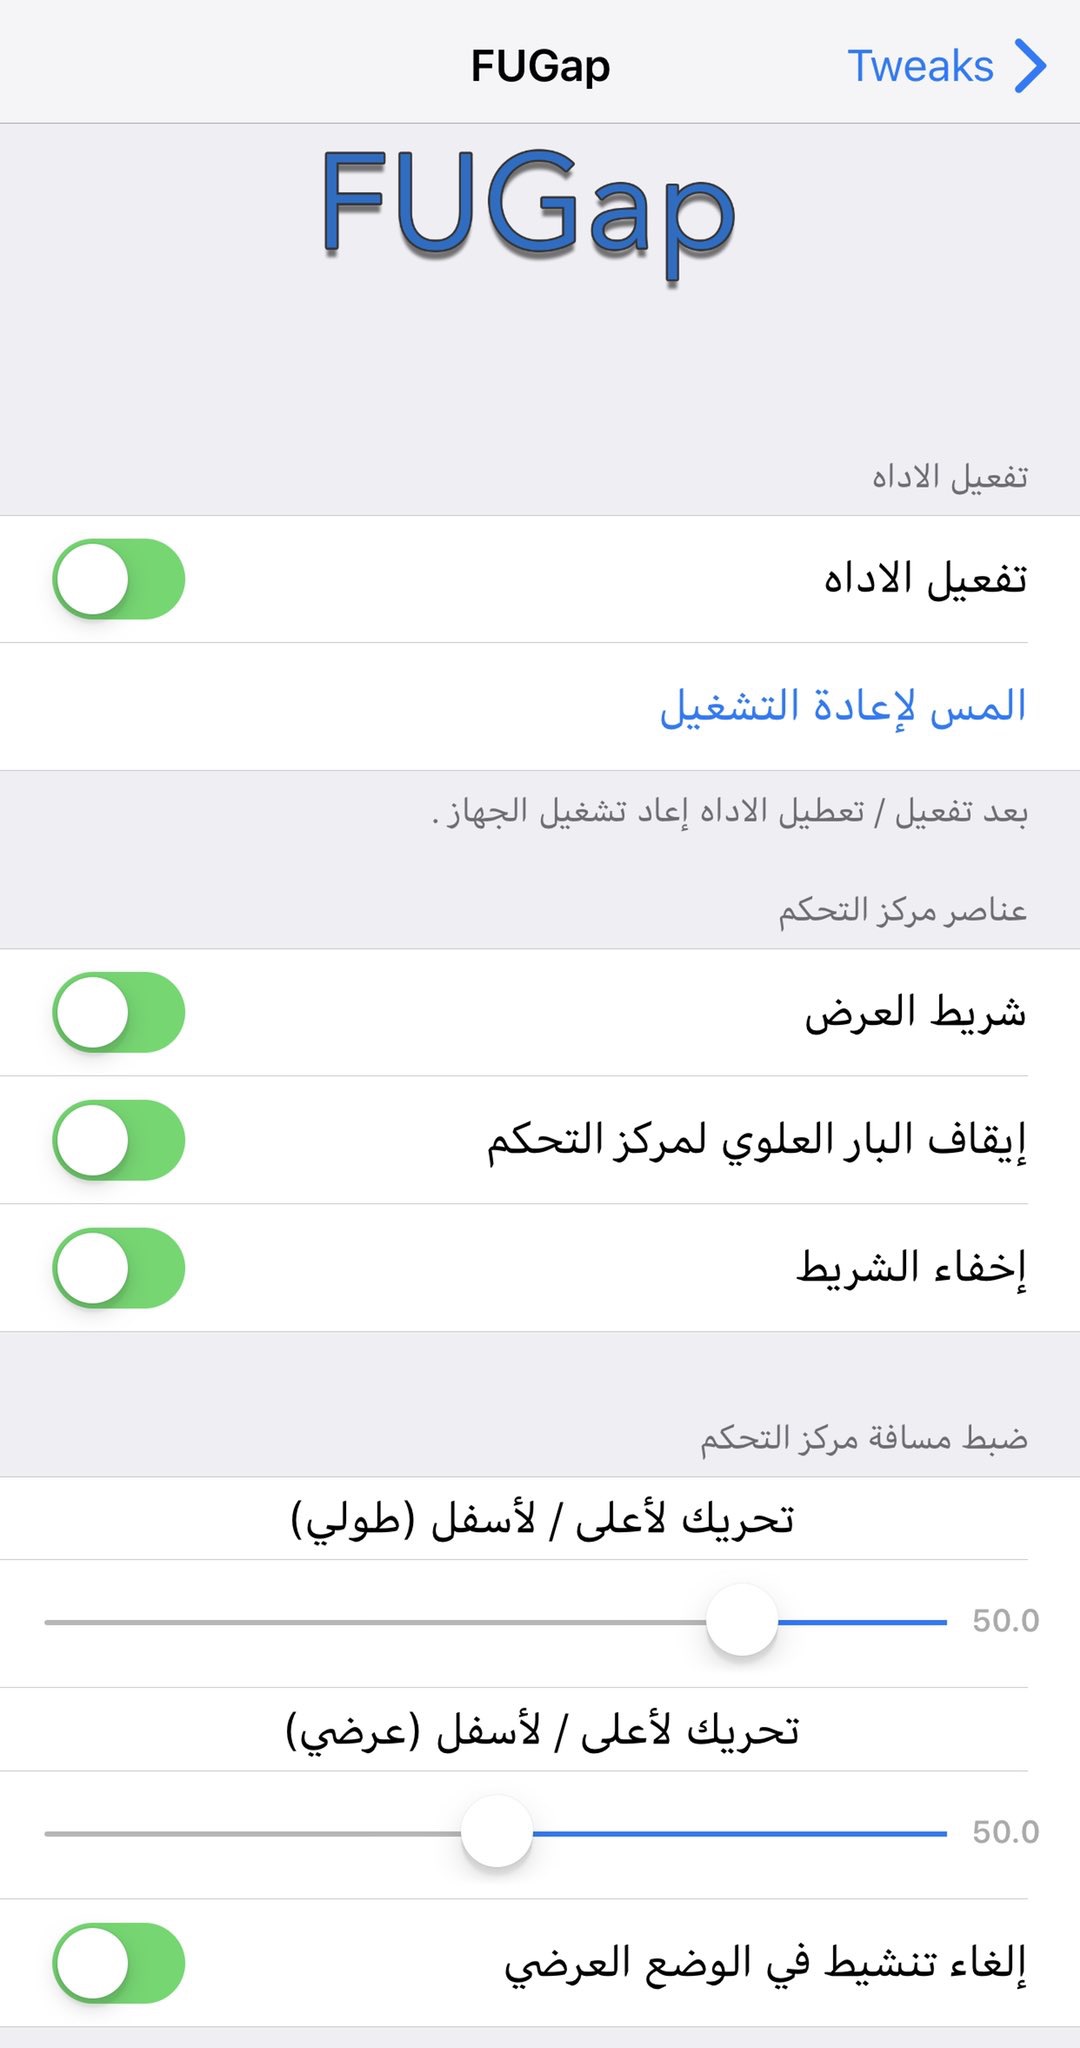 FUGap
Tweaks
FUGap
تفعيل الاداه
تفعيل الاداه
المس لإعادة التشغيل
بعد تفعيل / تعطيل الاداه إعاد تشغيل الجهاز .
عناصر مركز التحكم
شريط العرض
إيقاف البار العلوي لمركز التحكم
إخفاء الشريط
ضبط مسافة مركز التحكم
تحريك لأعلى / لأسفل (طولي)
50.0
تحريك لأعلى / لأسفل (عرضي)
50.0
إلغاء تنشيط في الوضع العرضي